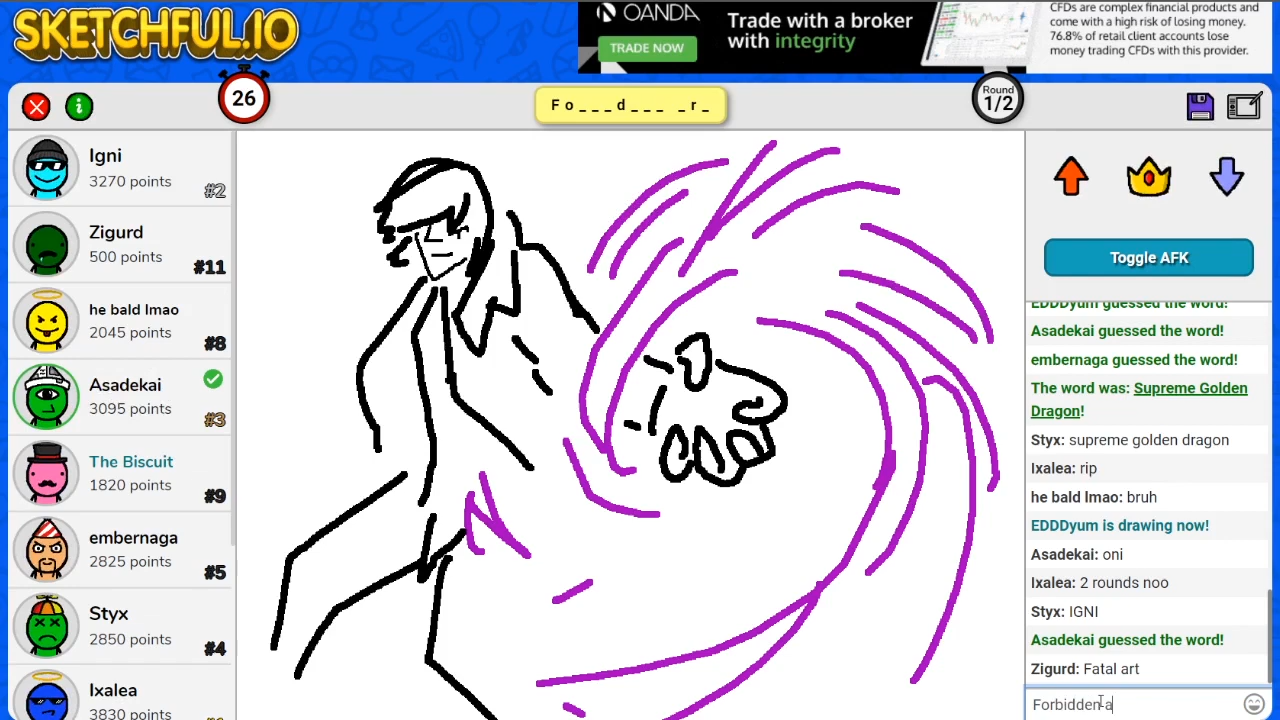 SKETCHFUL.IO
OANDA
TRADE NOW
Trade with a broker
with integrity
CFDs are complex financial products and
come with a high risk of losing money.
76.8% of retail client accounts lose
money trading CFDs with this provider.
26
F o _ _ _ d _ _ _ _ r _
Round
1/2
Igni
3270 points
#2
Zigurd
500 points
#11
he bald lmao
2045 points
#8
Asadekai
3095 points
#3
The Biscuit
1820 points
#9
embernaga
2825 points
#5
Styx
2850 points
#4
Ixalea
3830 points
Toggle AFK
EDDDyum guessed the word!
Asadekai guessed the word!
embernaga guessed the word!
The word was: Supreme Golden
Dragon!
Styx: supreme golden dragon
Ixalea: rip
he bald lmao: bruh
EDDDyum is drawing now!
Asadekai: oni
Ixalea: 2 rounds noo
Styx: IGNI
Asadekai guessed the word!
Zigurd: Fatal art
Forbidden a